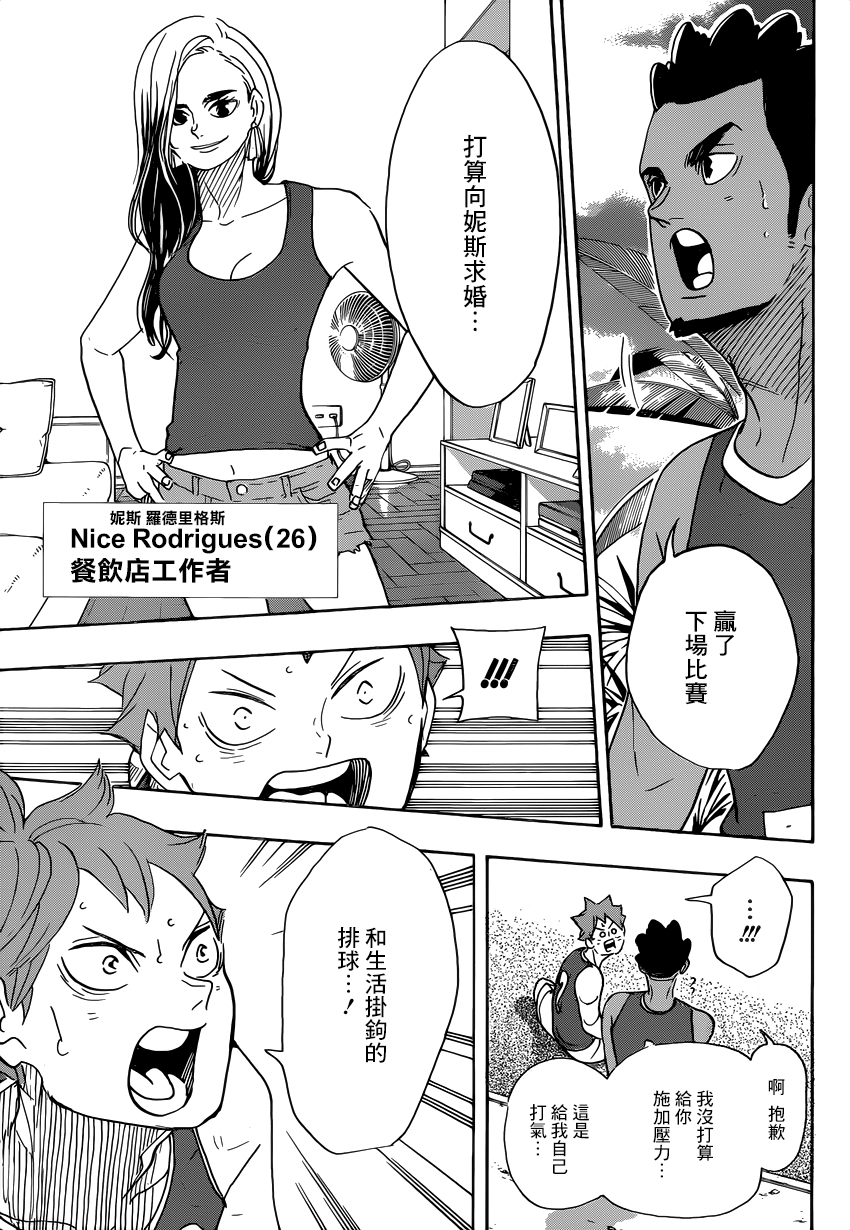 贏了
下場比賽
打算向妮斯求婚…
妮斯 羅德里格斯
Nice Rodrigues(26)
餐飲店工作者
!!!
…!!!
啊 抱歉
我沒打算
給你
施加壓力…
這是
給我自己
打氣…
??
和生活掛鉤的
排球…!